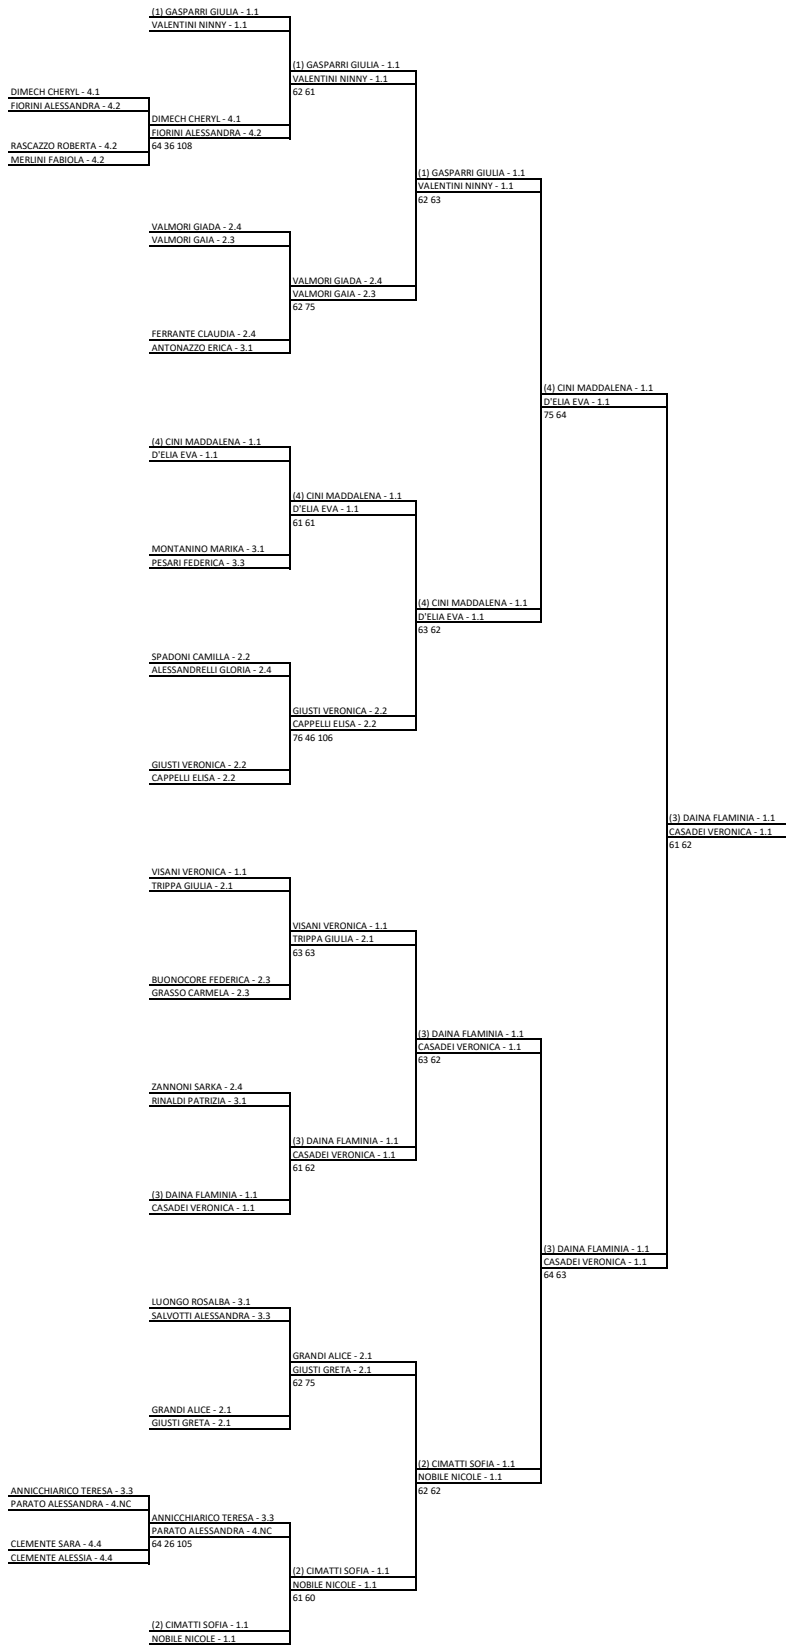 (1) GASPARRI GIULIA - 1.1
VALENTINI NINNY - 1.1
(1) GASPARRI GIULIA - 1.1
VALENTINI NINNY - 1.1
62 61
DIMECH CHERYL - 4.1
FIORINI ALESSANDRA - 4.2
DIMECH CHERYL - 4.1
FIORINI ALESSANDRA - 4.2
64 36 108
RASCAZZO ROBERTA - 4.2
MERLINI FABIOLA - 4.2
(1) GASPARRI GIULIA - 1.1
VALENTINI NINNY - 1.1
62 63
VALMORI GIADA - 2.4
VALMORI GAIA - 2.3
VALMORI GIADA - 2.4
VALMORI GAIA - 2.3
62 75
FERRANTE CLAUDIA - 2.4
ANTONAZZO ERICA - 3.1
(4) CINI MADDALENA - 1.1
D'ELIA EVA - 1.1
75 64
(4) CINI MADDALENA - 1.1
D'ELIA EVA - 1.1
(4) CINI MADDALENA - 1.1
D'ELIA EVA - 1.1
61 61
MONTANINO MARIKA - 3.1
PESARI FEDERICA - 3.3
(4) CINI MADDALENA - 1.1
D'ELIA EVA - 1.1
63 62
SPADONI CAMILLA - 2.2
ALESSANDRELLI GLORIA - 2.4
GIUSTI VERONICA - 2.2
CAPPELLI ELISA - 2.2
76 46 106
GIUSTI VERONICA - 2.2
CAPPELLI ELISA - 2.2
(3) DAINA FLAMINIA - 1.1
CASADEI VERONICA - 1.1
61 62
VISANI VERONICA - 1.1
TRIPPA GIULIA - 2.1
VISANI VERONICA - 1.1
TRIPPA GIULIA - 2.1
63 63
BUONOCORE FEDERICA - 2.3
GRASSO CARMELA - 2.3
(3) DAINA FLAMINIA - 1.1
CASADEI VERONICA - 1.1
63 62
ZANNONI SARKA - 2.4
RINALDI PATRIZIA - 3.1
(3) DAINA FLAMINIA - 1.1
CASADEI VERONICA - 1.1
61 62
(3) DAINA FLAMINIA - 1.1
CASADEI VERONICA - 1.1
(3) DAINA FLAMINIA - 1.1
CASADEI VERONICA - 1.1
64 63
LUONGO ROSALBA - 3.1
SALVOTTI ALESSANDRA - 3.3
GRANDI ALICE - 2.1
GIUSTI GRETA - 2.1
62 75
GRANDI ALICE - 2.1
GIUSTI GRETA - 2.1
(2) CIMATTI SOFIA - 1.1
NOBILE NICOLE - 1.1
62 62
ANNICCHIARICO TERESA - 3.3
PARATO ALESSANDRA - 4.NC
ANNICCHIARICO TERESA - 3.3
PARATO ALESSANDRA - 4.NC
64 26 105
CLEMENTE SARA - 4.4
CLEMENTE ALESSIA - 4.4
(2) CIMATTI SOFIA - 1.1
NOBILE NICOLE - 1.1
61 60
(2) CIMATTI SOFIA - 1.1
NOBILE NICOLE - 1.1